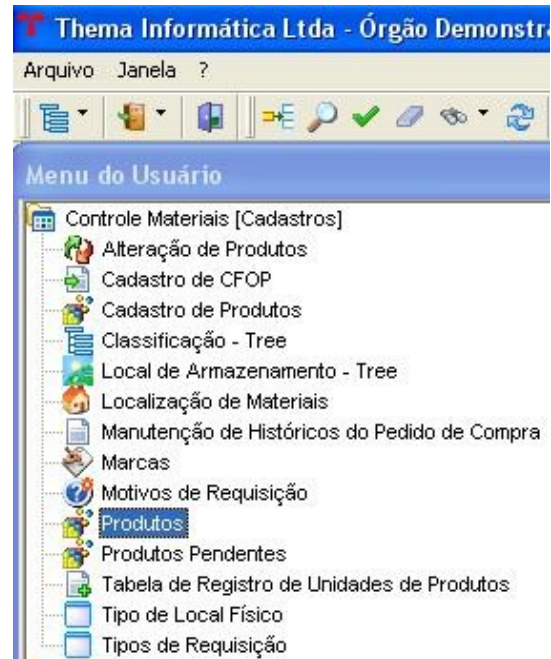 Thema Informática Ltda - Órgão Demonstra
Arquivo Janela ?
Menu do Usuário
Controle Materiais [Cadastros]
Alteração de Produtos
Cadastro de CFOP
Cadastro de Produtos
Classificação - Tree
Local de Armazenamento - Tree
Localização de Materiais
Manutenção de Históricos do Pedido de Compra
Marcas
Motivos de Requisição
Produtos
Produtos Pendentes
Tabela de Registro de Unidades de Produtos
Tipo de Local Físico
Tipos de Requisição